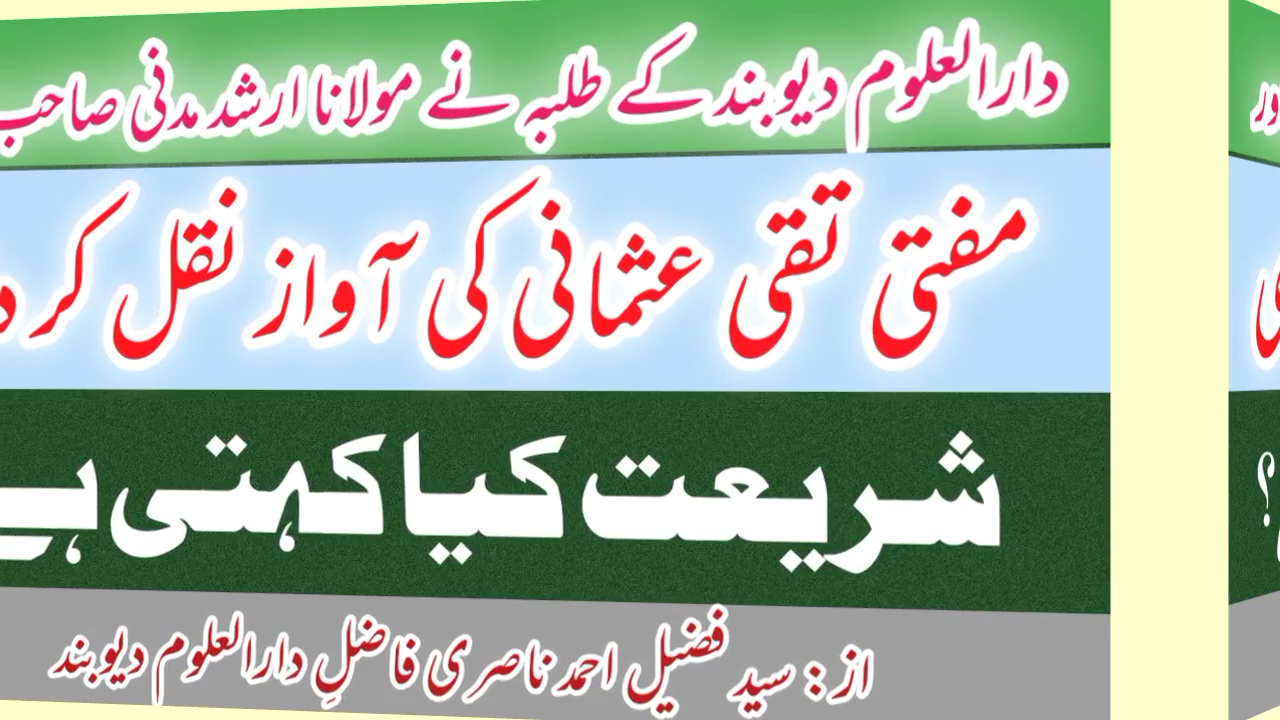 دارالعلوم دیوبند کے طلبہ نے مولانا ارشد مدنی صاحب
مفتی تقی عثمانی کی آواز نقل کر د
شریعت کیا کہتی ہے
؟
از: سید فضیل احمد ناصری فاضلِ دارالعلوم دیوبند